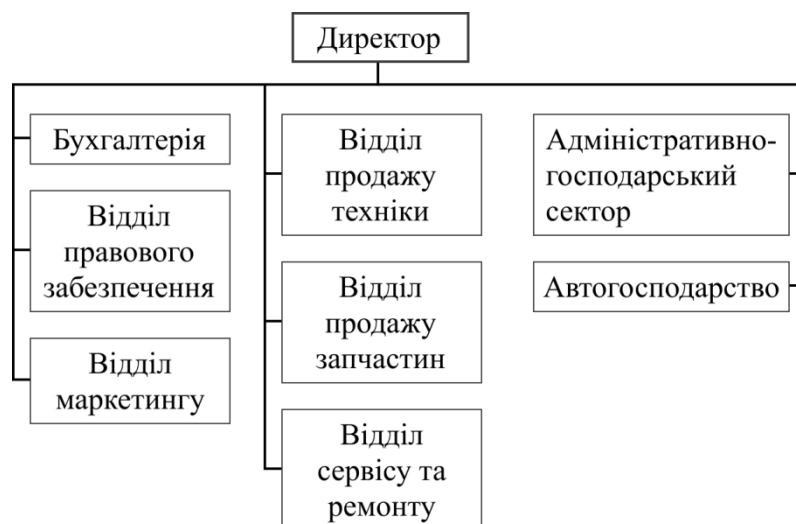 Директор
Бухгалтерія
Відділ
правового
забезпечення
Відділ
маркетингу
Відділ
продажу
техніки
Відділ
продажу
запчастин
Відділ
сервісу та
ремонту
Адміністративно-
господарський
сектор
Автогосподарство